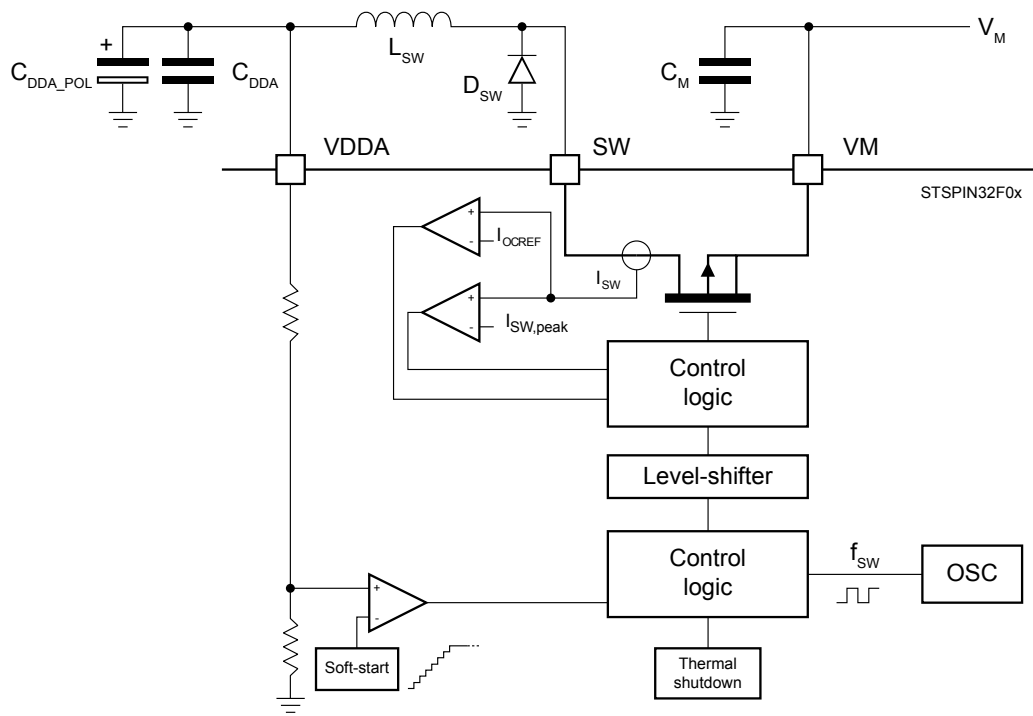 +
C_DDA_POL
C_DDA
L_SW
D_SW
C_M
V_M
VDDA
SW
VM
STSPIN32F0x
+
-
I_OCREF
I_SW
+
-
I_SW,peak
Control
logic
Level-shifter
Control
logic
f_SW
OSC
+
-
Soft-start
Thermal
shutdown